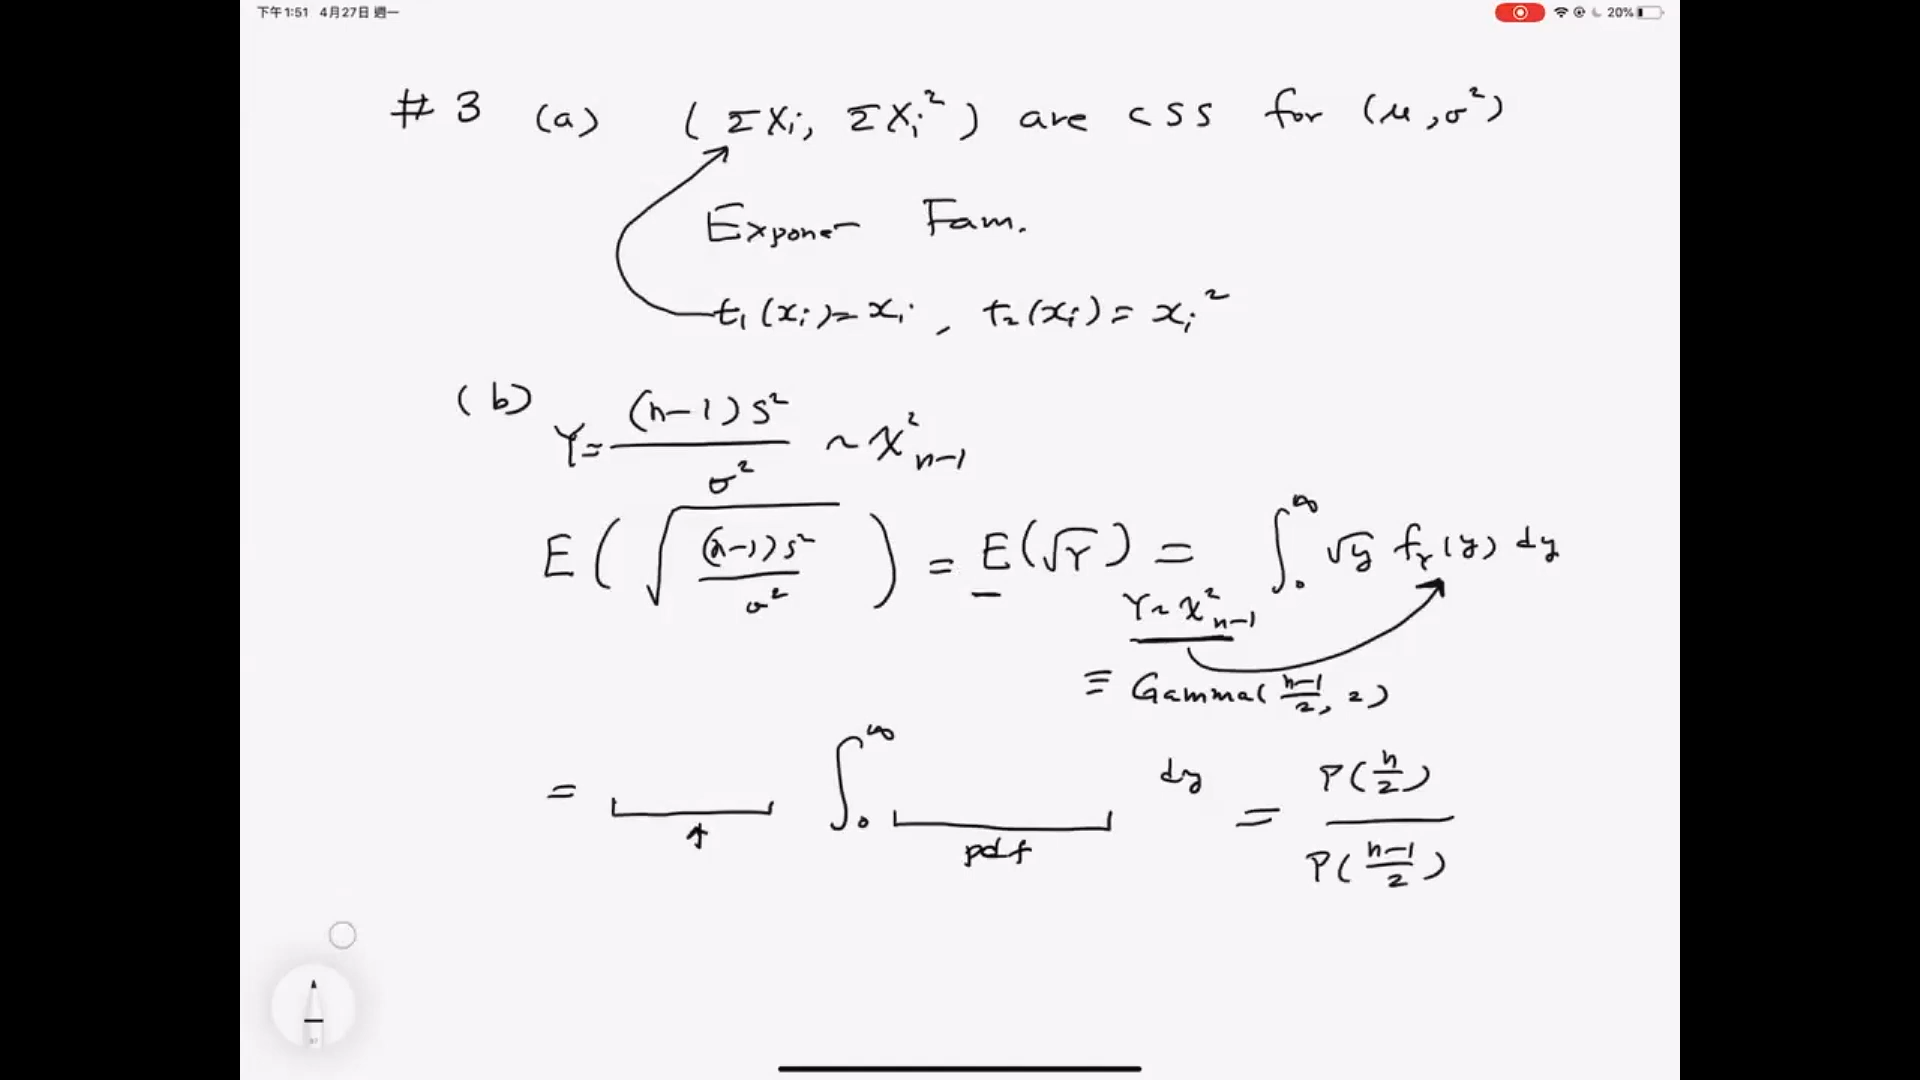 下午1:51 4月27日 週一 20%
#3 (a) (ΣXᵢ, ΣXᵢ²) are CSS for (μ, σ²)
Exponen Fam.
t₁(xᵢ)=xᵢ, t₂(xᵢ)=xᵢ²
(b) Y = (n-1)S²/σ² ~ χ²ₙ₋₁
E(√((n-1)S²/σ²)) = E(√Y) = ∫₀^∞ √y f_Y(y) dy
Y~χ²ₙ₋₁
≡ Gamma((n-1)/2, 2)
= ∫₀^∞ dy = Γ(n/2)/Γ((n-1)/2)
pdf